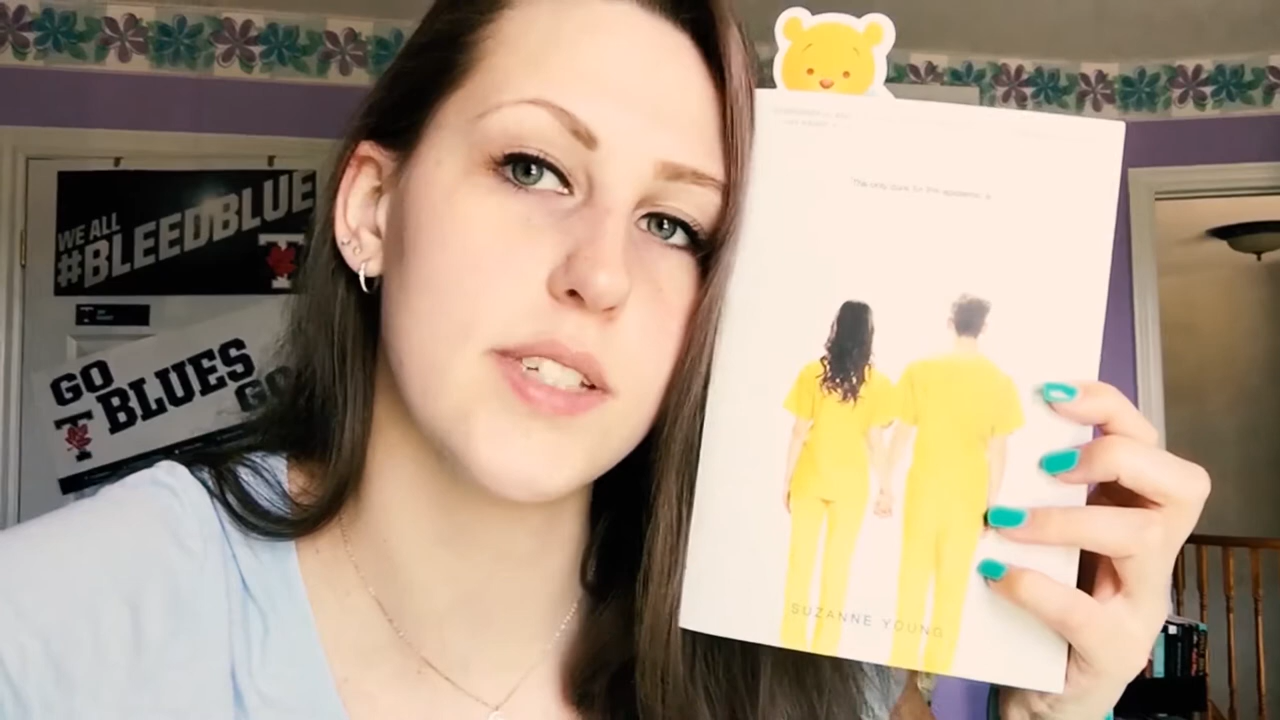 WE ALL
#BLEEDBLUE
T
GO
BLUES
GO
T
"The only cure for this epidemic is
SUZANNE YOUNG